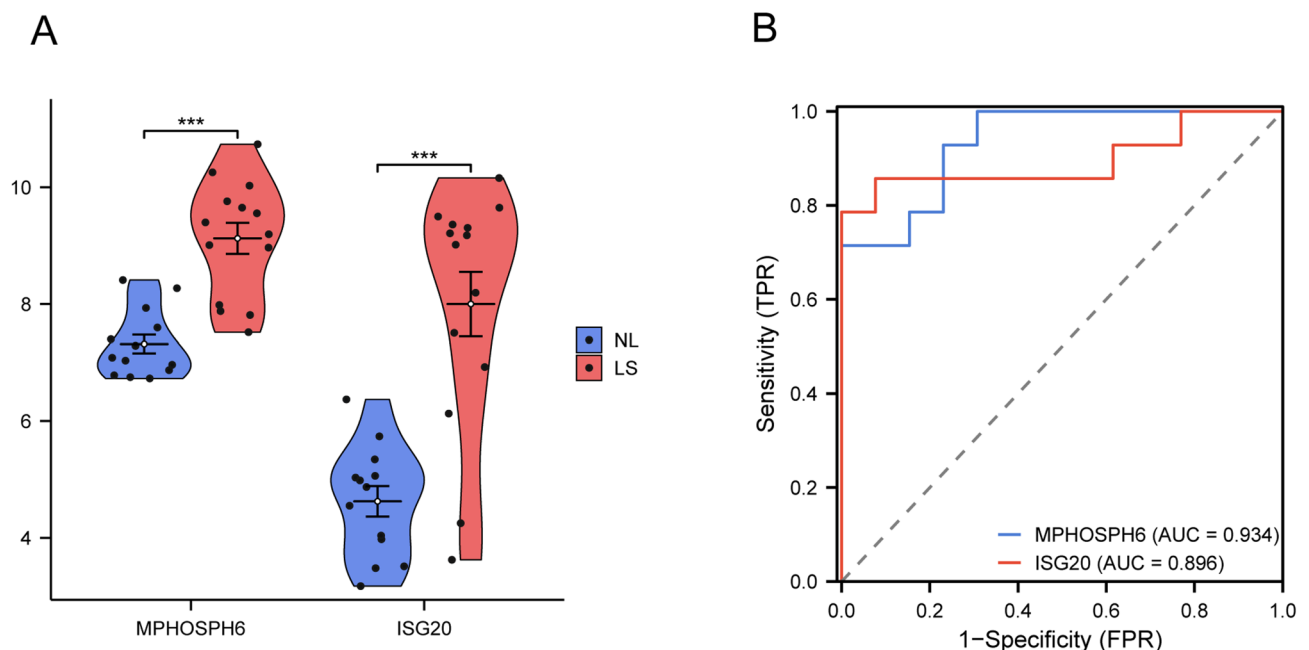 A
***
***
10
8
6
4
MPHOSPH6
ISG20
NL
LS
B
1.0
0.8
0.6
0.4
0.2
0.0
Sensitivity (TPR)
MPHOSPH6 (AUC = 0.934)
ISG20 (AUC = 0.896)
0.0 0.2 0.4 0.6 0.8 1.0
1−Specificity (FPR)